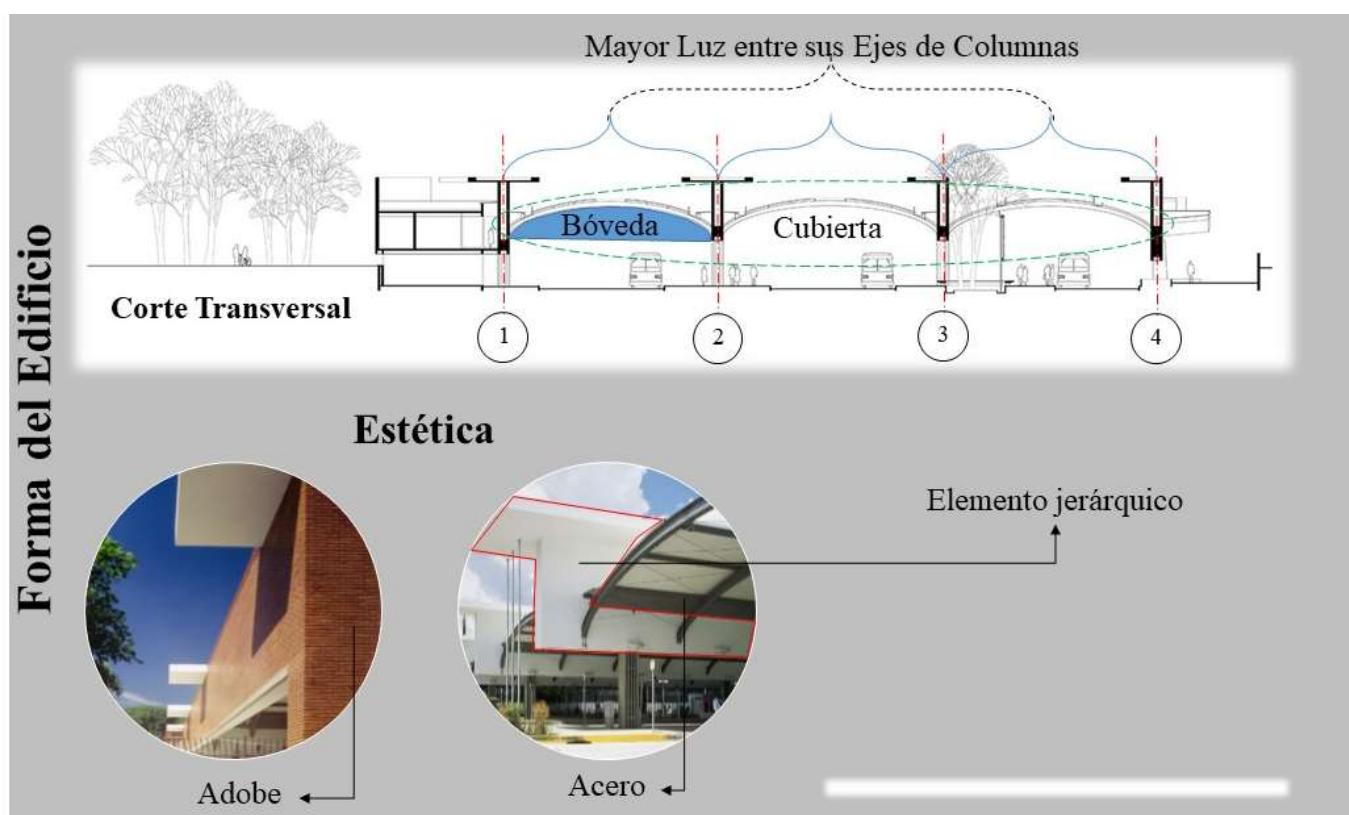 Mayor Luz entre sus Ejes de Columnas
Bóveda
Cubierta
Corte Transversal
1
2
3
4
Forma del Edificio
Estética
Elemento jerárquico
Adobe
Acero